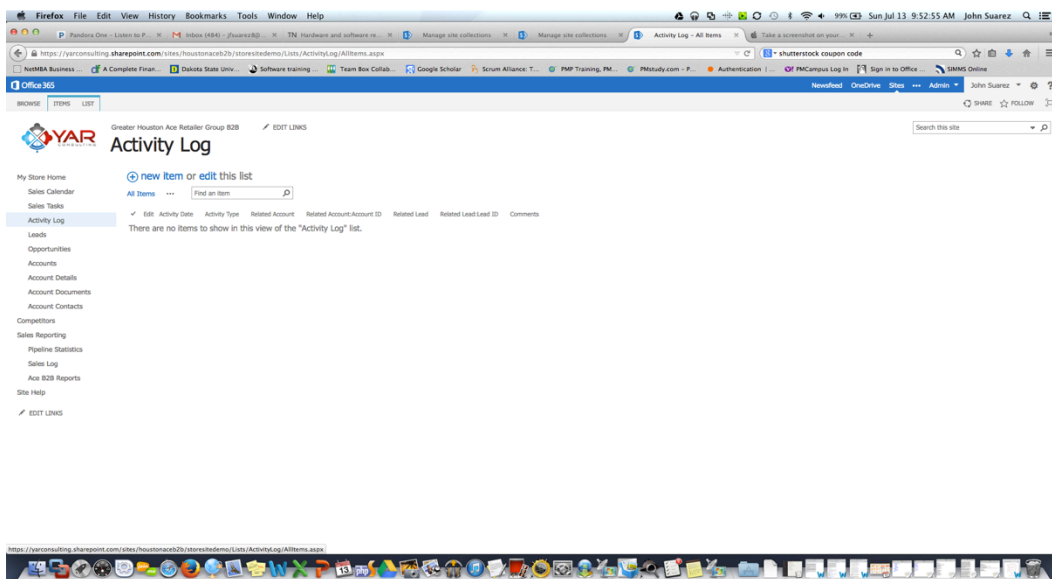 Firefox File Edit View History Bookmarks Tools Window Help 99% Sun Jul 13 9:52:55 AM John Suarez
Pandora One - Listen to P... Inbox (484) - jfsuarez8@... TN Hardware and software re... Manage site collections Manage site collections Activity Log - All Items Take a screenshot on your...
https://yarconsulting.sharepoint.com/sites/houstonaceb2b/storesitedemo/Lists/ActivityLog/AllItems.aspx shutterstock coupon code
NetMBA Business ... A Complete Finan... Dakota State Univ... Software training ... Team Box Collab... Google Scholar Scrum Alliance: T... PMP Training, PM... PMstudy.com - P... Authentication | ... PMCampus Log In Sign in to Office ... SIMMS Online
Office 365 Newsfeed OneDrive Sites ... Admin John Suarez ?
BROWSE ITEMS LIST SHARE FOLLOW
YAR
CONSULTING
Greater Houston Ace Retailer Group B2B EDIT LINKS
Activity Log
Search this site
My Store Home
Sales Calendar
Sales Tasks
Activity Log
Leads
Opportunities
Accounts
Account Details
Account Documents
Account Contacts
Competitors
Sales Reporting
Pipeline Statistics
Sales Log
Ace B2B Reports
Site Help
EDIT LINKS
new item or edit this list
All Items ... Find an item
Edit Activity Date Activity Type Related Account Related Account:Account ID Related Lead Related Lead:Lead ID Comments
There are no items to show in this view of the "Activity Log" list.
https://yarconsulting.sharepoint.com/sites/houstonaceb2b/storesitedemo/Lists/ActivityLog/AllItems.aspx